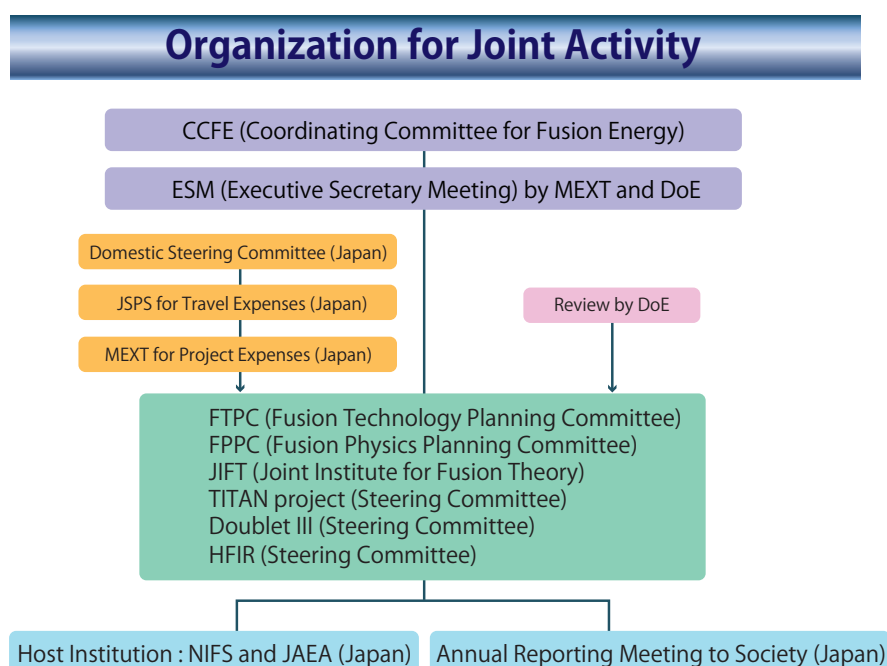 Organization for Joint Activity
CCFE (Coordinating Committee for Fusion Energy)
ESM (Executive Secretary Meeting) by MEXT and DoE
Domestic Steering Committee (Japan)
JSPS for Travel Expenses (Japan)
Review by DoE
MEXT for Project Expenses (Japan)
FTPC (Fusion Technology Planning Committee)
FPPC (Fusion Physics Planning Committee)
JIFT (Joint Institute for Fusion Theory)
TITAN project (Steering Committee)
Doublet III (Steering Committee)
HFIR (Steering Committee)
Host Institution : NIFS and JAEA (Japan)
Annual Reporting Meeting to Society (Japan)